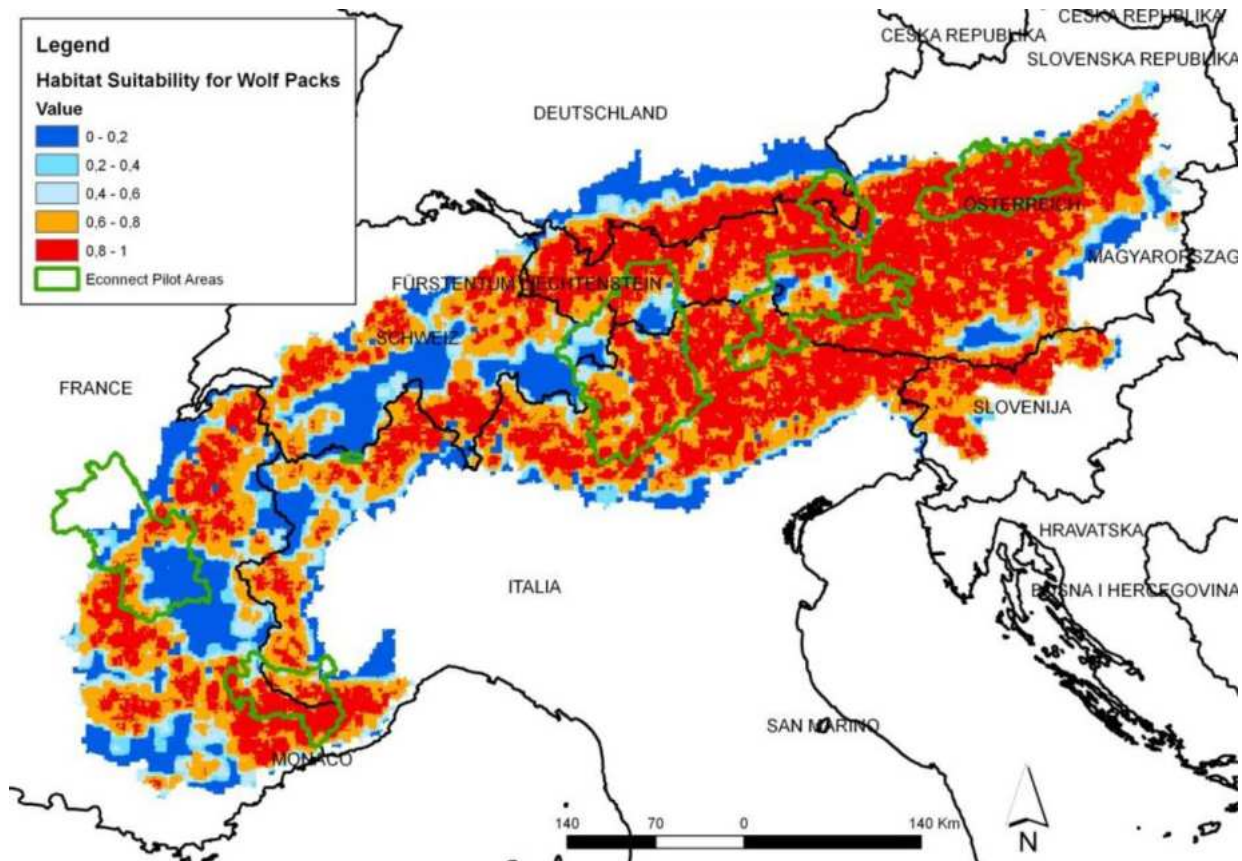 Legend
Habitat Suitability for Wolf Packs
Value
0 - 0,2
0,2 - 0,4
0,4 - 0,6
0,6 - 0,8
0,8 - 1
Econnect Pilot Areas
CESKA REPUBLIKA
CESKA REPUBLIKA
SLOVENSKA REPUBLIKA
DEUTSCHLAND
ÖSTERREICH
MAGYARORSZAG
FÜRSTENTUM LIECHTENSTEIN
SCHWEIZ
FRANCE
SLOVENIJA
HRAVATSKA
ITALIA
BOSNA I HERCEGOVINA
SAN MARINO
MONACO
140 70 0 140 Km
N